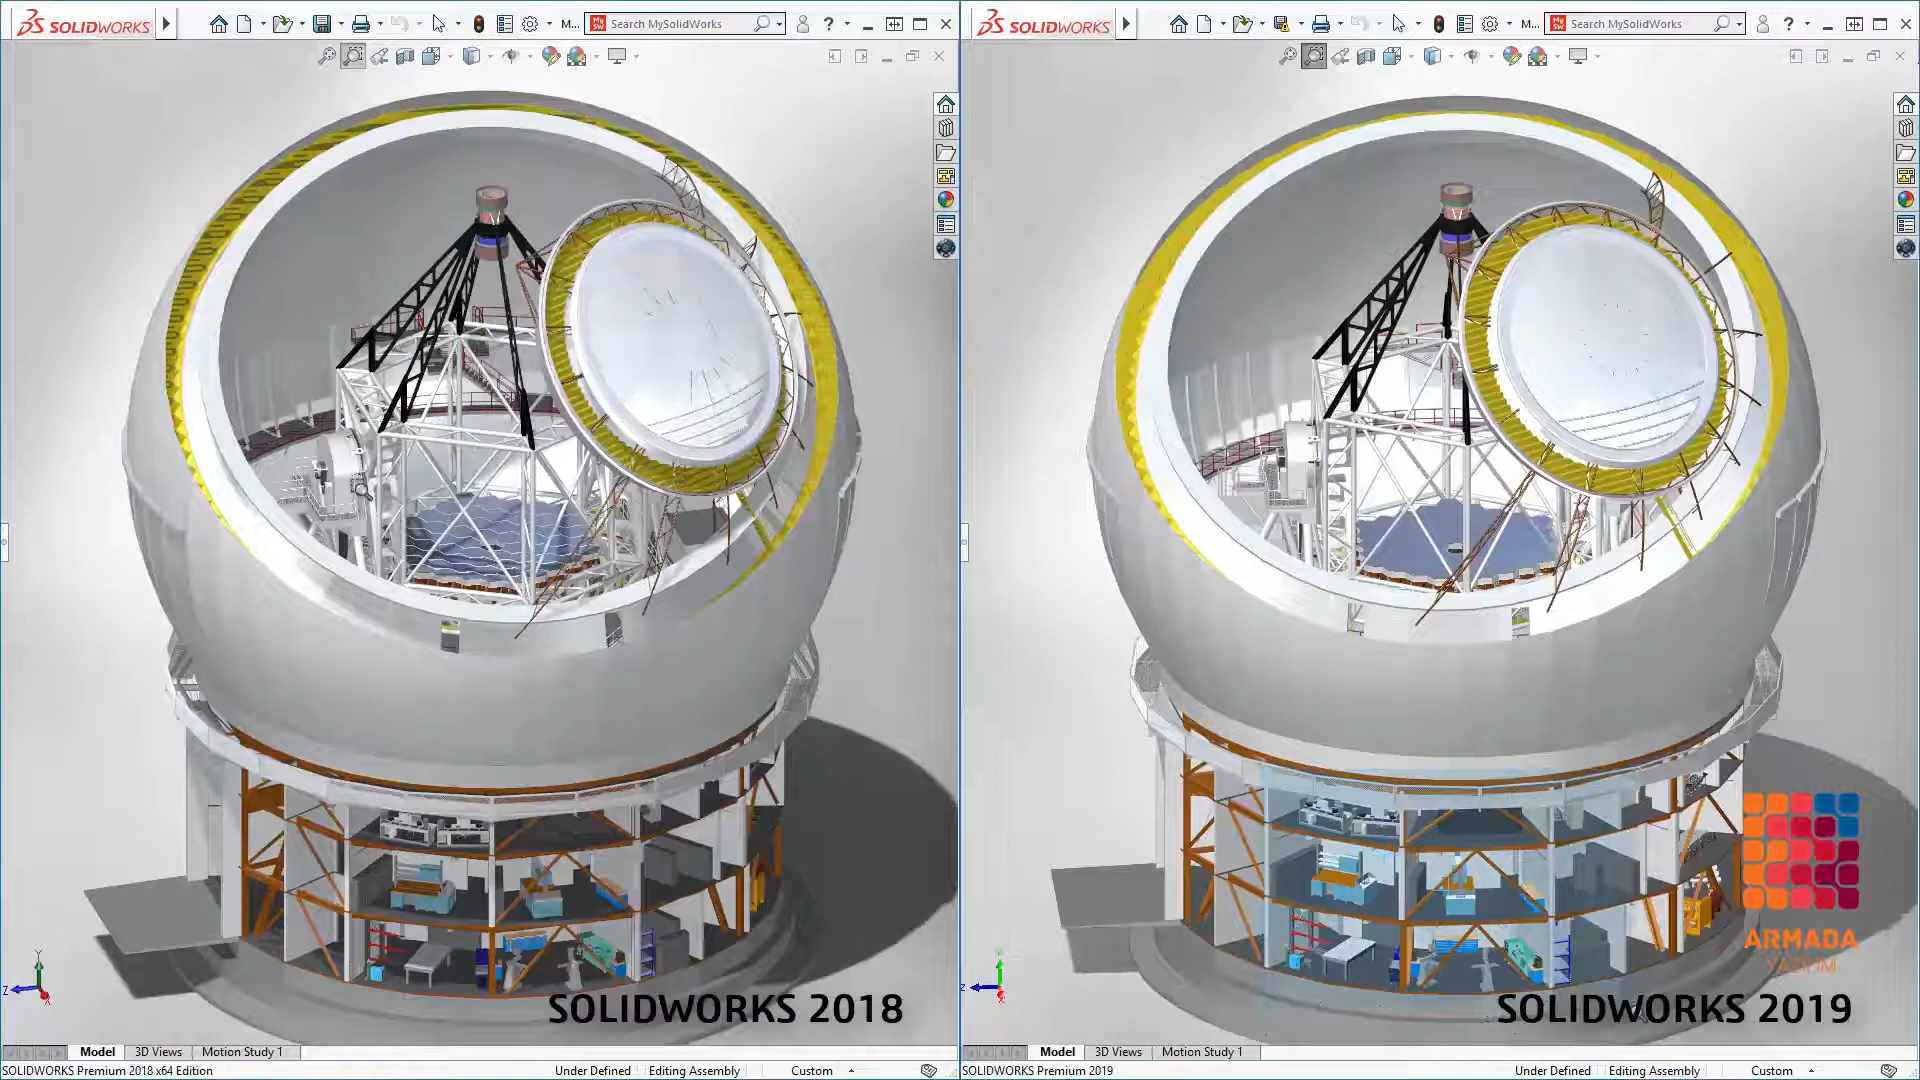 SOLIDWORKS
M...
Search MySolidWorks
SOLIDWORKS
M...
Search MySolidWorks
ARMADA
YAZILIM
SOLIDWORKS 2018
SOLIDWORKS 2019
Model
3D Views
Motion Study 1
Model
3D Views
Motion Study 1
SOLIDWORKS Premium 2018 x64 Edition
Under Defined
Editing Assembly
Custom
SOLIDWORKS Premium 2019
Under Defined
Editing Assembly
Custom